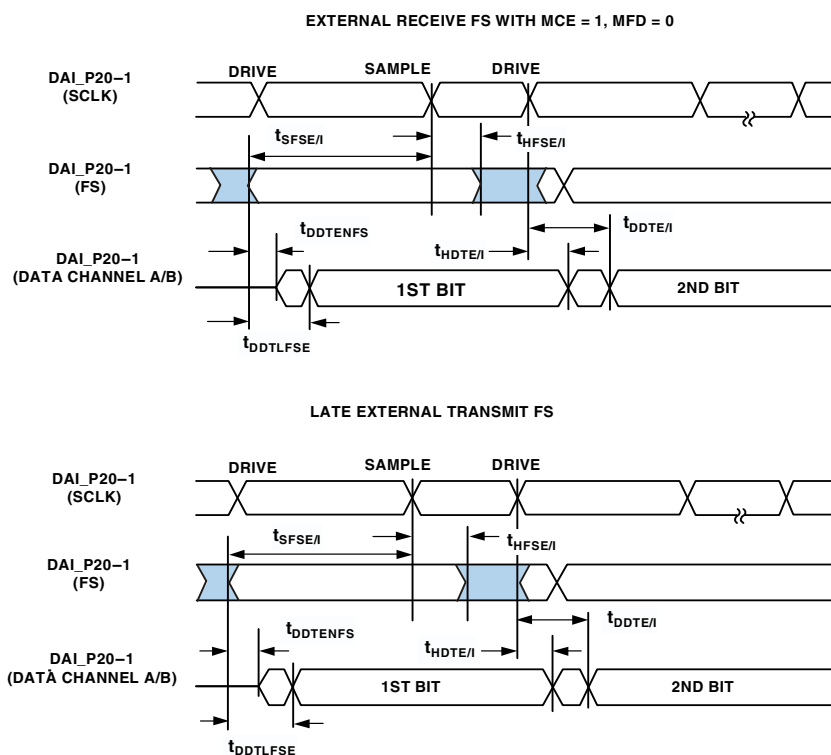 EXTERNAL RECEIVE FS WITH MCE = 1, MFD = 0
DAI_P20–1
(SCLK)
DRIVE
SAMPLE
DRIVE
tSFSE/I
tHFSE/I
DAI_P20–1
(FS)
tDDTENFS
tHDTE/I
tDDTE/I
DAI_P20–1
(DATA CHANNEL A/B)
1ST BIT
2ND BIT
tDDTLFSE
LATE EXTERNAL TRANSMIT FS
DAI_P20–1
(SCLK)
DRIVE
SAMPLE
DRIVE
tSFSE/I
tHFSE/I
DAI_P20–1
(FS)
tDDTENFS
tHDTE/I
tDDTE/I
DAI_P20–1
(DATA CHANNEL A/B)
1ST BIT
2ND BIT
tDDTLFSE